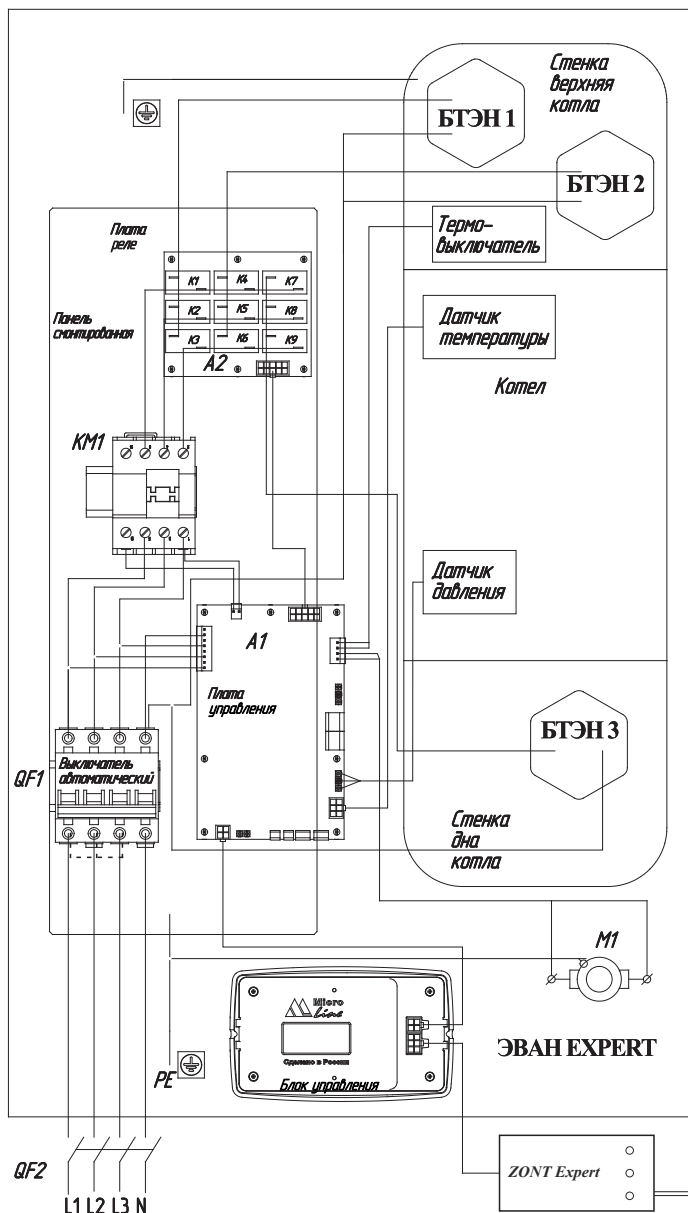 Стенка
верхняя
котла
БТЭН 1
БТЭН 2
Термо-
выключатель
Плата
реле
K1
K4
K7
K2
K5
K8
K3
K6
K9
A2
Панель
смонтированная
Датчик
температуры
Котел
KM1
Датчик
давления
A1
Плата
управления
БТЭН 3
QF1
Выключатель
автоматический
Стенка
дна
котла
M1
Micro
Line
Сделано в России
Блок управления
ЭВАН EXPERT
PE
QF2
ZONT Expert
L1 L2 L3 N